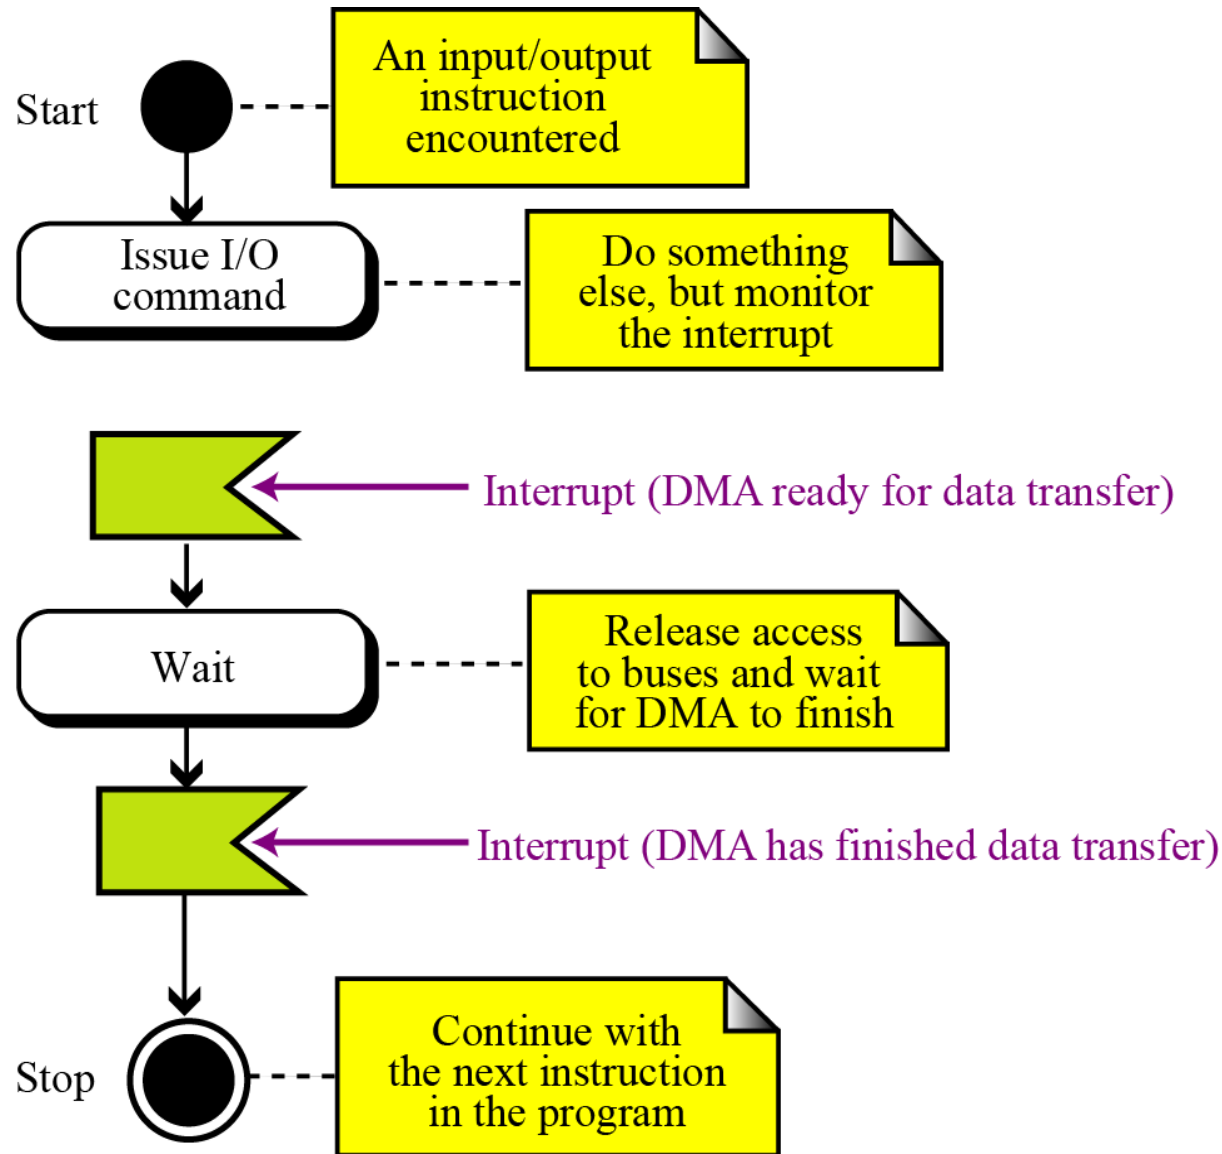 Start
An input/output
instruction
encountered
Issue I/O
command
Do something
else, but monitor
the interrupt
Interrupt (DMA ready for data transfer)
Wait
Release access
to buses and wait
for DMA to finish
Interrupt (DMA has finished data transfer)
Stop
Continue with
the next instruction
in the program